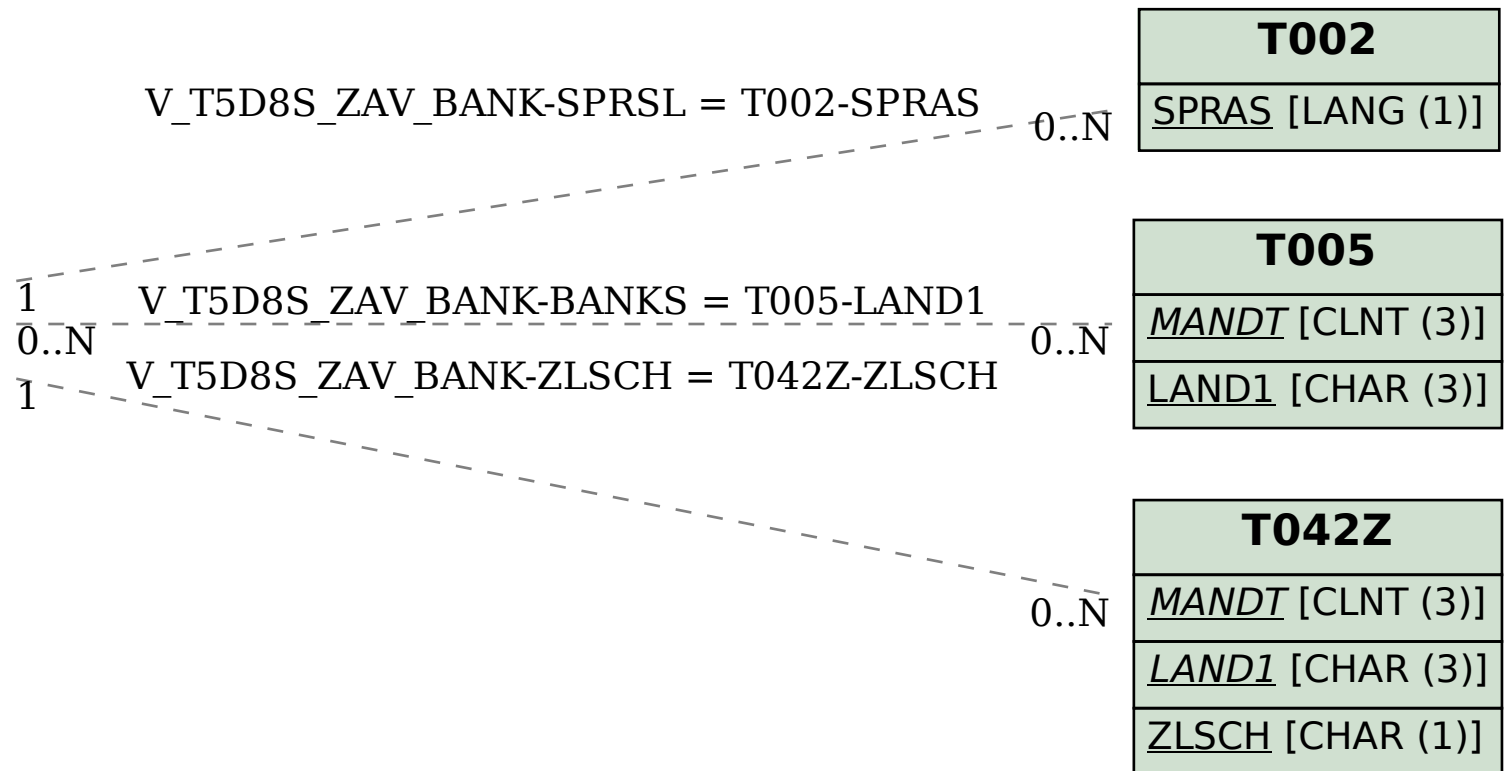 T002
V_T5D8S_ZAV_BANK-SPRSL = T002-SPRAS
0..N
SPRAS [LANG (1)]
T005
1
V_T5D8S_ZAV_BANK-BANKS = T005-LAND1
MANDT [CLNT (3)]
0..N
0..N
V_T5D8S_ZAV_BANK-ZLSCH = T042Z-ZLSCH
LAND1 [CHAR (3)]
1
T042Z
0..N
MANDT [CLNT (3)]
LAND1 [CHAR (3)]
ZLSCH [CHAR (1)]